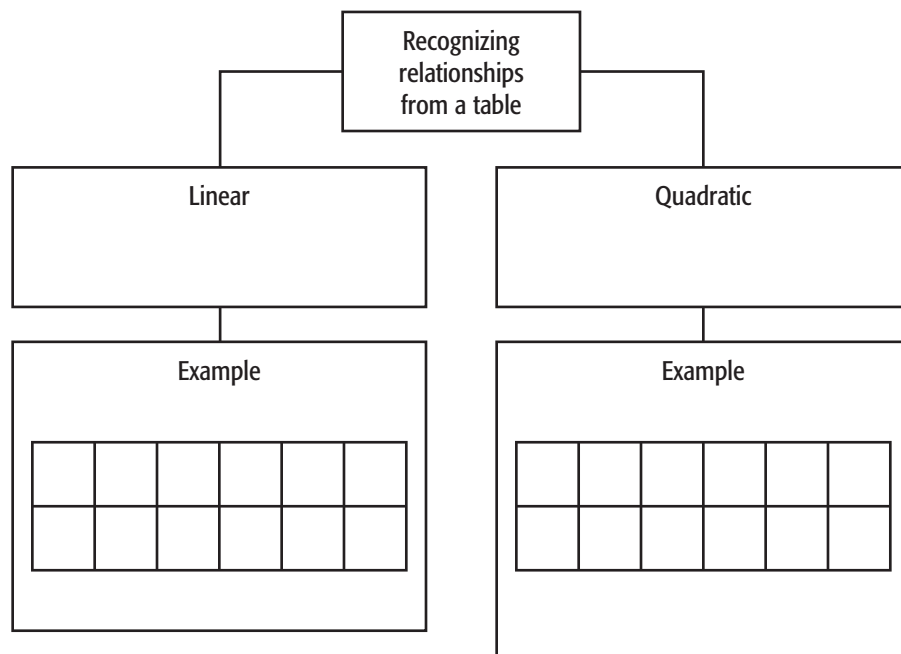 Recognizing
relationships
from a table
Linear
Quadratic
Example
Example